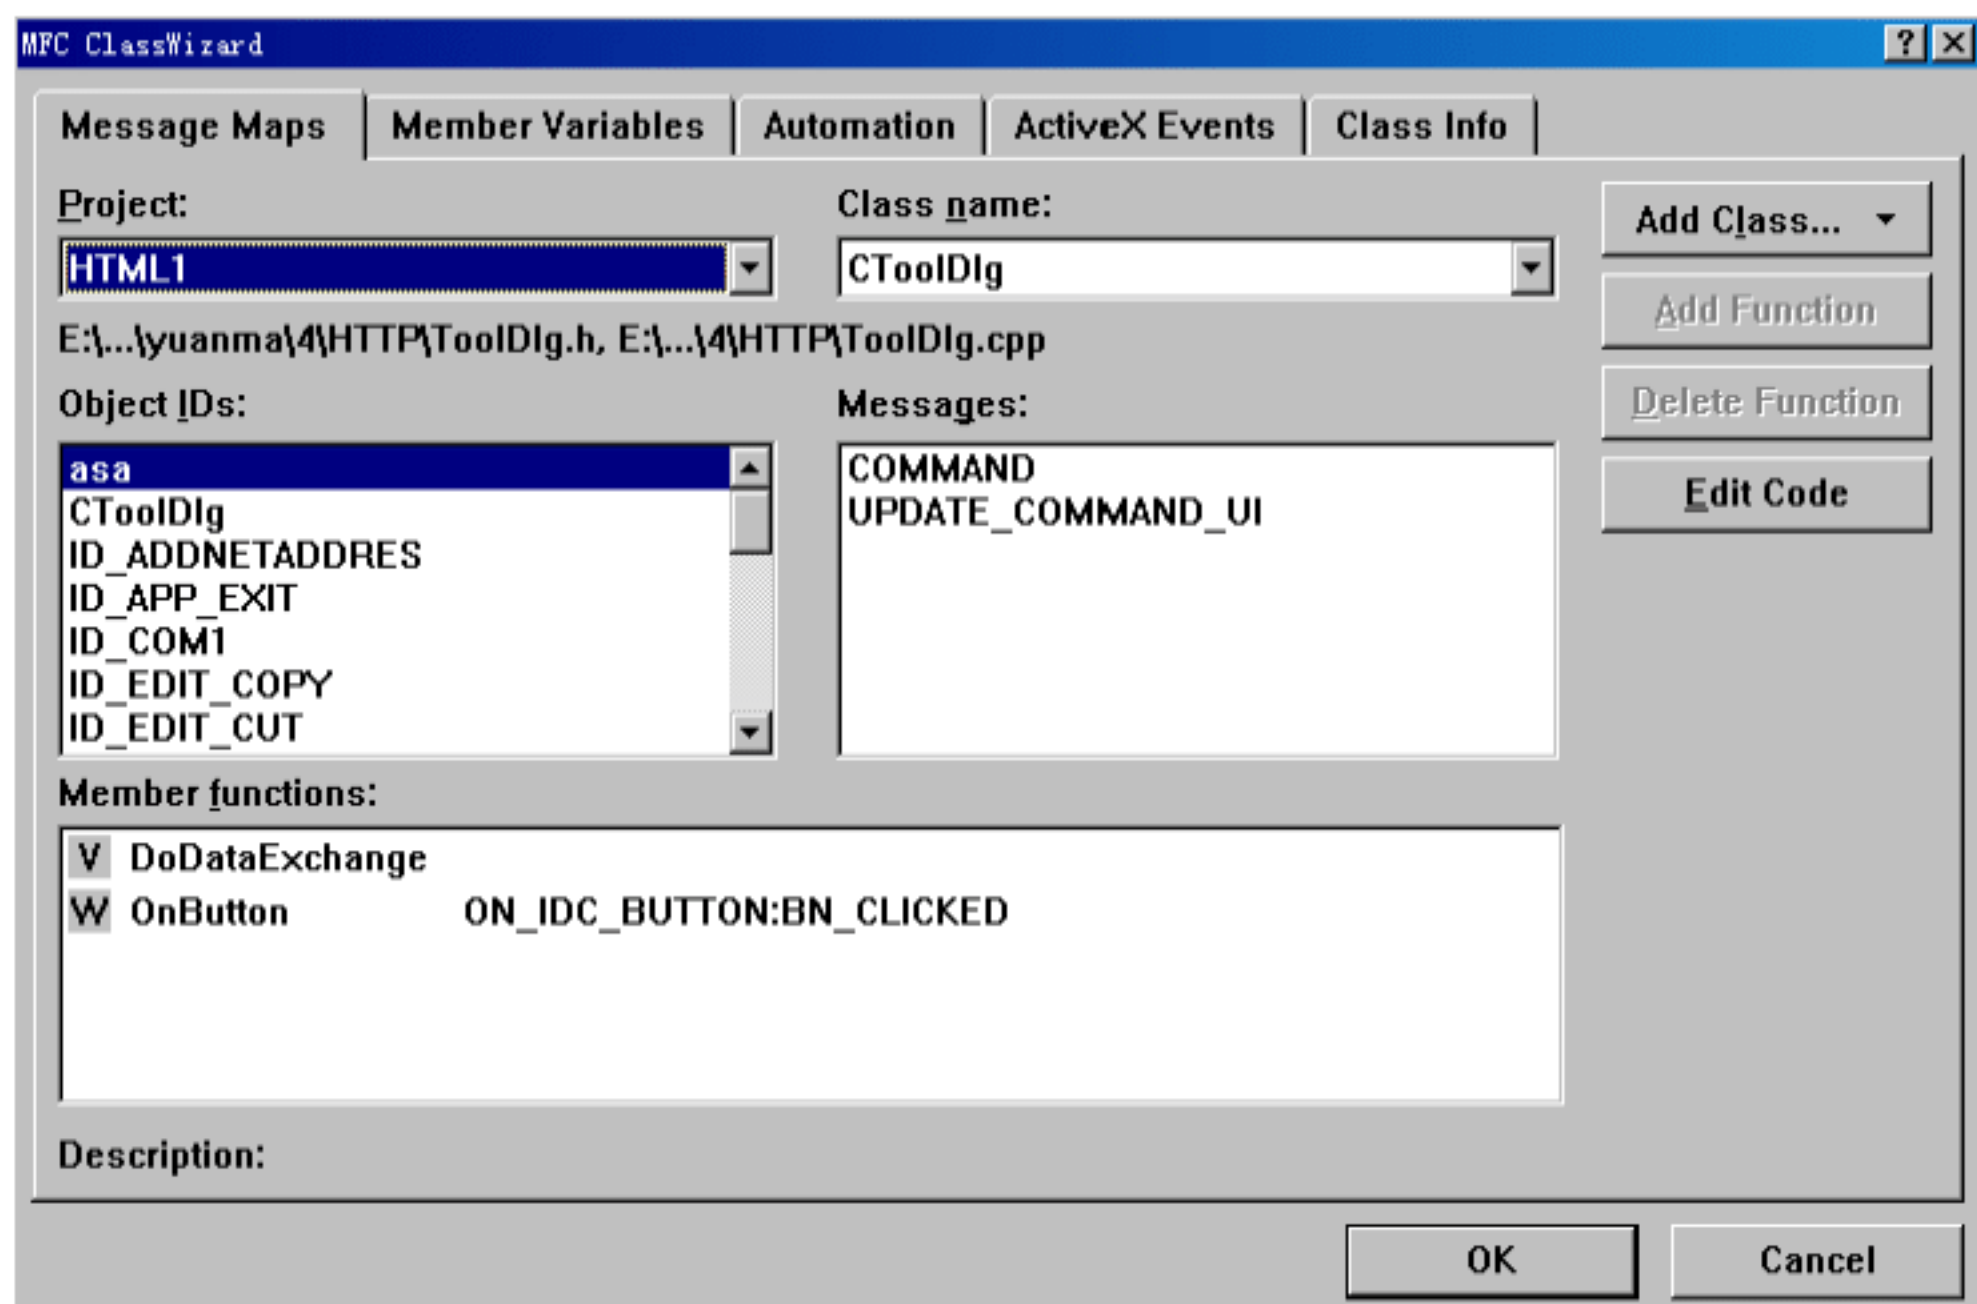 MFC ClassWizard
Message Maps Member Variables Automation ActiveX Events Class Info
Project: Class name:
HTML1 CToolDlg
Add Class...
Add Function
E:\...\yuanma\4\HTTP\ToolDlg.h, E:\...\4\HTTP\ToolDlg.cpp
Object IDs: Messages:
Delete Function
asa COMMAND
Edit Code
CToolDlg UPDATE_COMMAND_UI
ID_ADDNETADDRES
ID_APP_EXIT
ID_COM1
ID_EDIT_COPY
ID_EDIT_CUT
Member functions:
V DoDataExchange
W OnButton ON_IDC_BUTTON:BN_CLICKED
Description:
OK Cancel